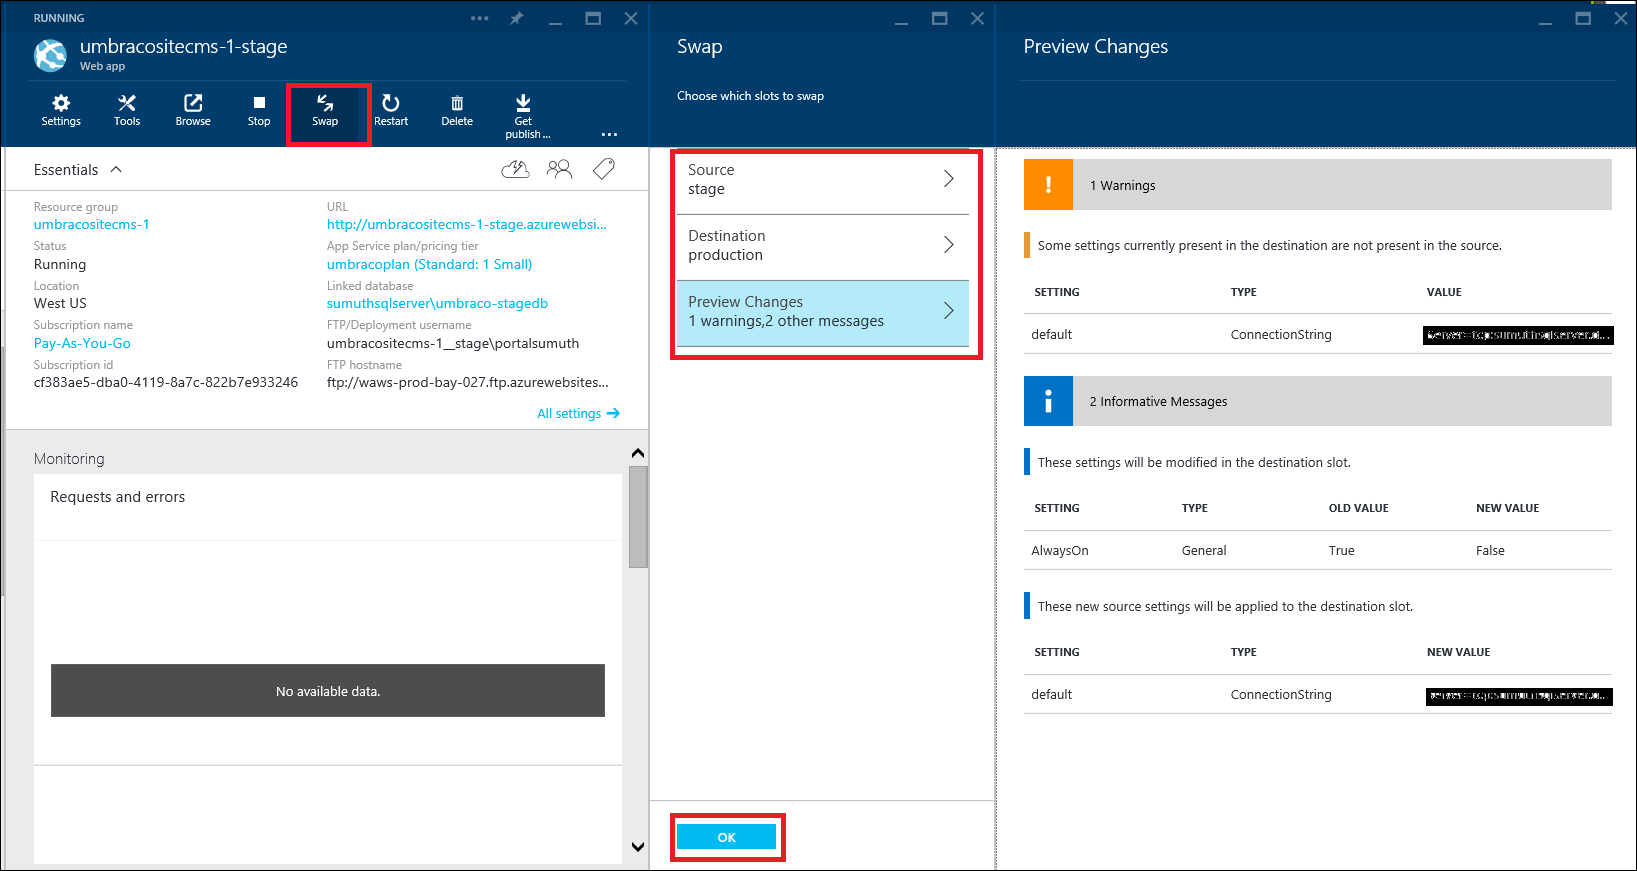 RUNNING
umbracositecms-1-stage
Web app
Settings
Tools
Browse
Stop
Swap
Restart
Delete
Get
publish ...
Essentials
Resource group
umbracositecms-1
Status
Running
Location
West US
Subscription name
Pay-As-You-Go
Subscription id
cf383ae5-dba0-4119-8a7c-822b7e933246
URL
http://umbracositecms-1-stage.azurewebsi...
App Service plan/pricing tier
umbracoplan (Standard: 1 Small)
Linked database
sumuthsqlserver\umbraco-stagedb
FTP/Deployment username
umbracositecms-1__stage\portalsumuth
FTP hostname
ftp://waws-prod-bay-027.ftp.azurewebsites...
All settings
Monitoring
Requests and errors
No available data.
Swap
Choose which slots to swap
Source
stage
Destination
production
Preview Changes
1 warnings,2 other messages
OK
Preview Changes
1 Warnings
Some settings currently present in the destination are not present in the source.
SETTING TYPE VALUE
default ConnectionString
2 Informative Messages
These settings will be modified in the destination slot.
SETTING TYPE OLD VALUE NEW VALUE
AlwaysOn General True False
These new source settings will be applied to the destination slot.
SETTING TYPE NEW VALUE
default ConnectionString